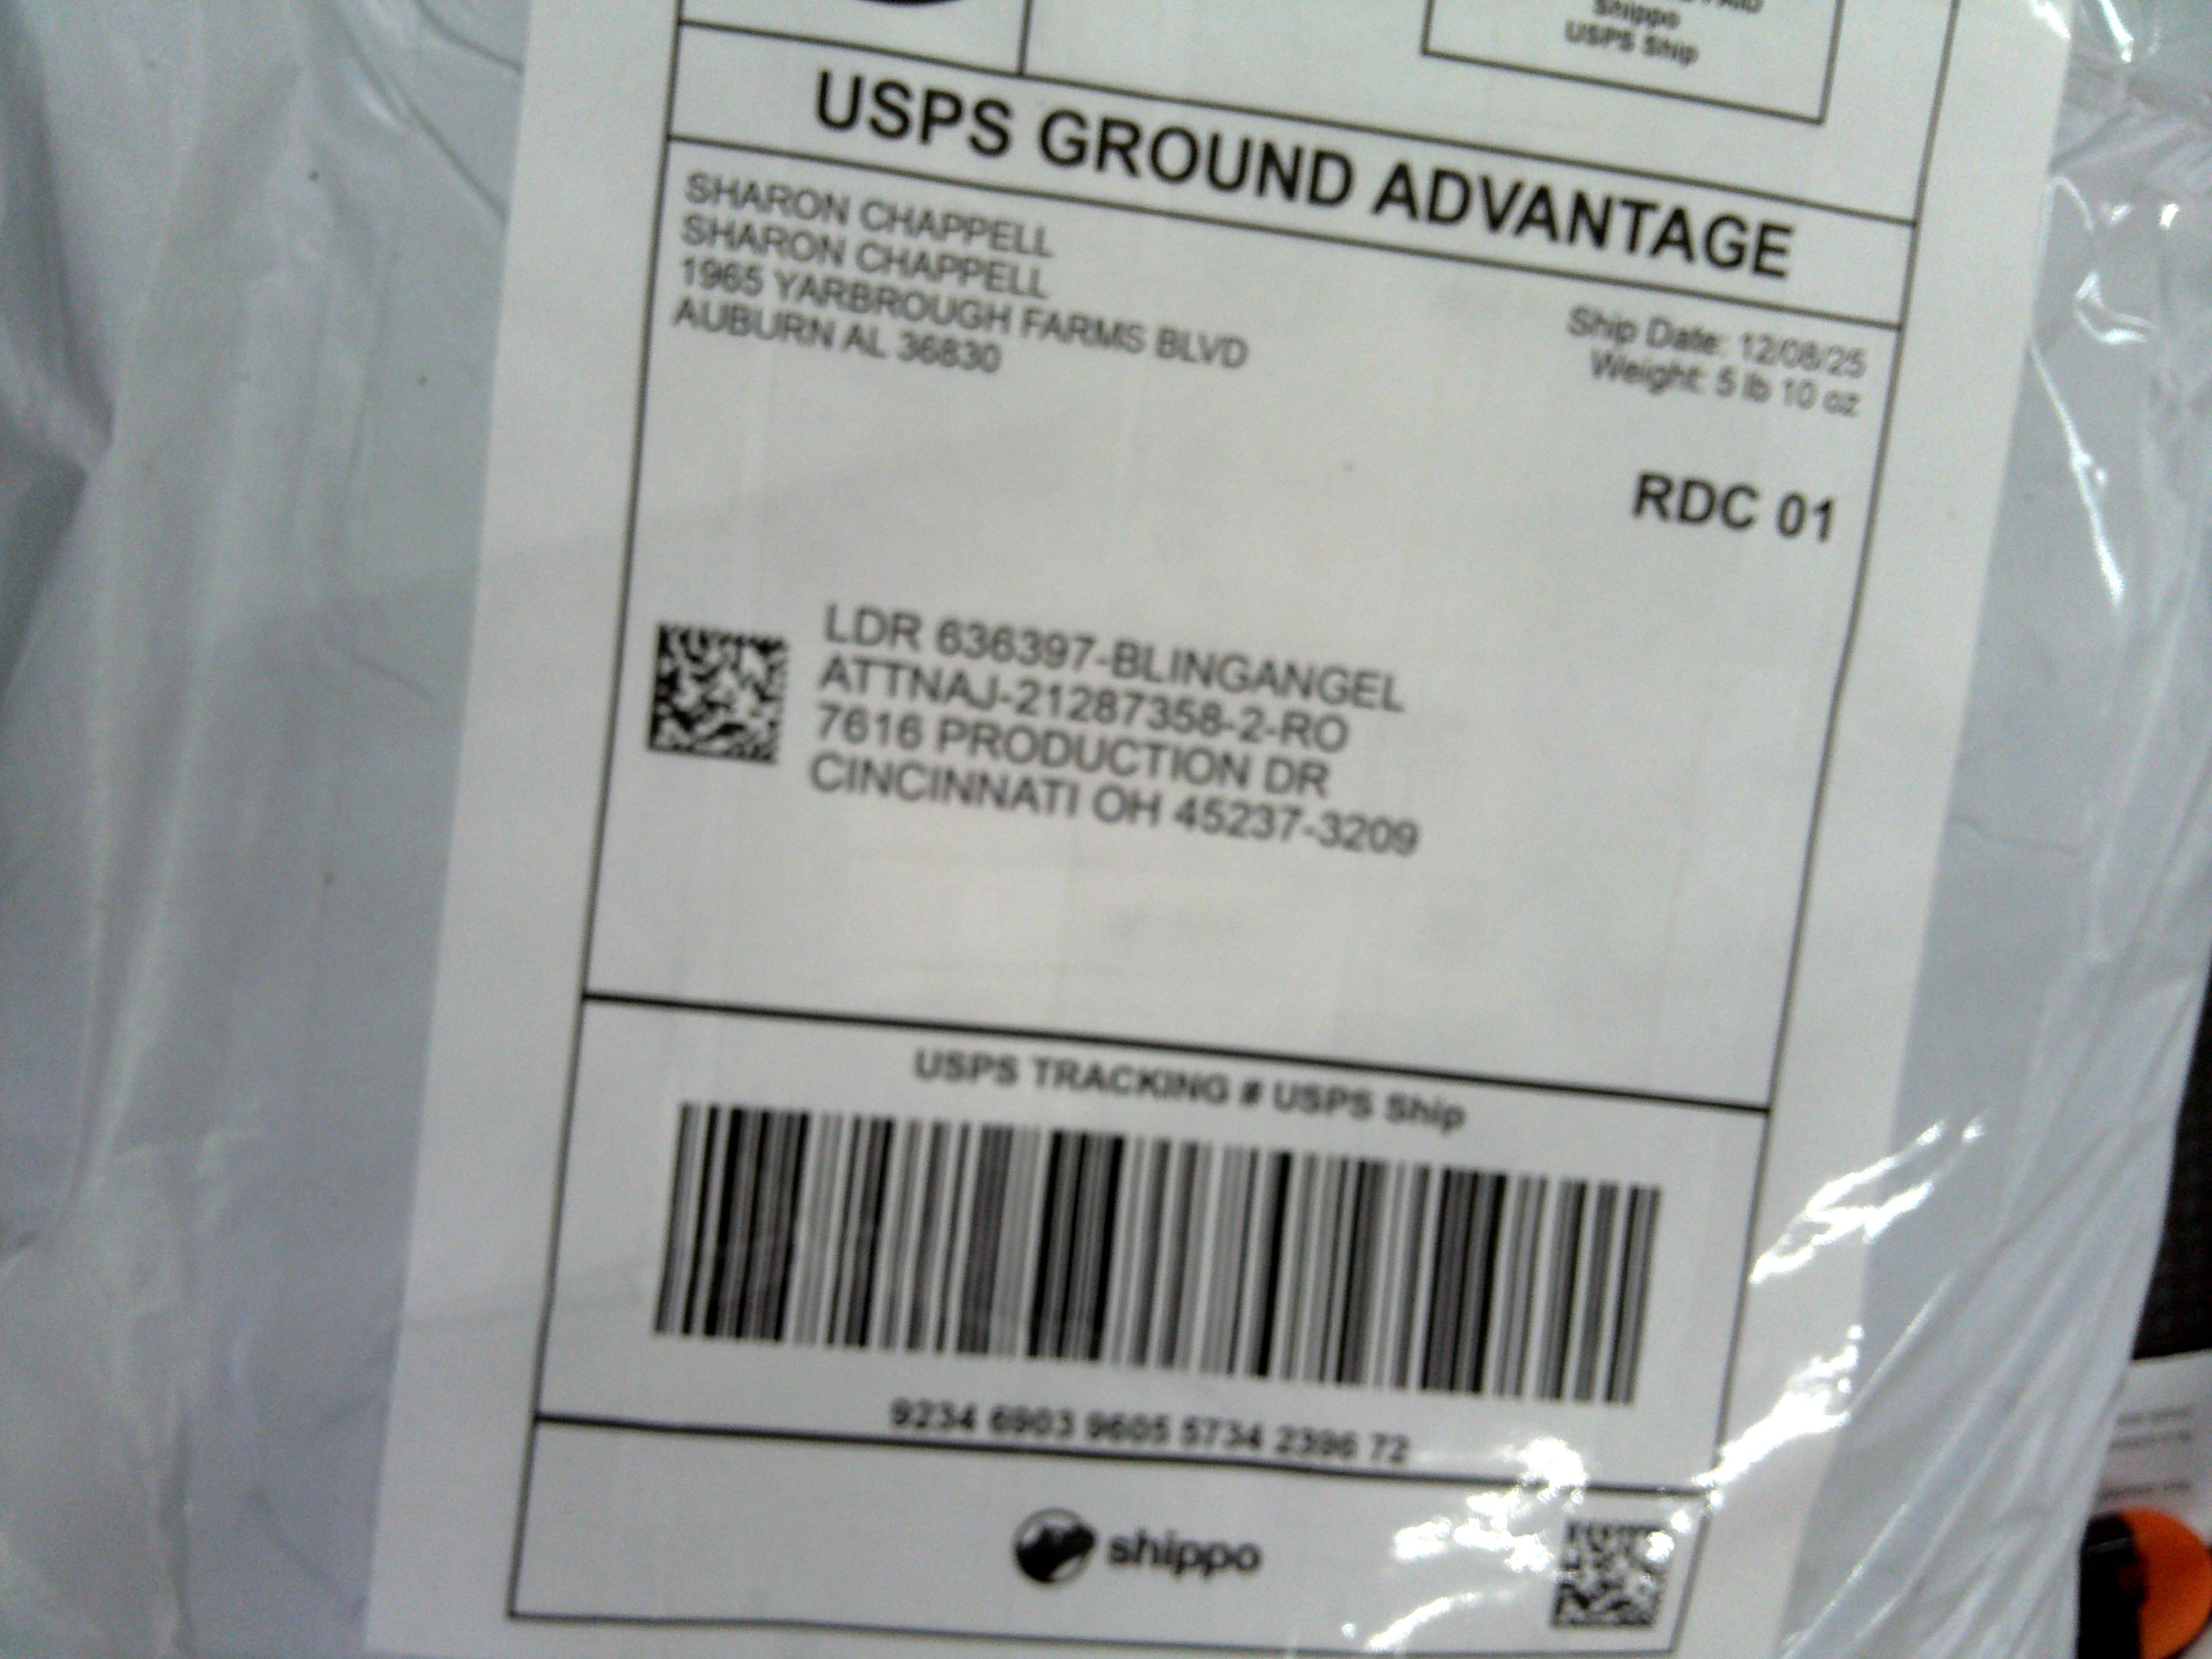 Shippo
USPS Ship
USPS GROUND ADVANTAGE
SHARON CHAPPELL
SHARON CHAPPELL
1965 YARBROUGH FARMS BLVD
AUBURN AL 36830
Ship Date: 12/08/25
Weight: 5 lb 10 oz
RDC 01
LDR 636397-BLINGANGEL
ATTNAJ-21287358-2-RO
7616 PRODUCTION DR
CINCINNATI OH 45237-3209
USPS TRACKING # USPS Ship
9234 6903 9605 5734 2396 72
shippo